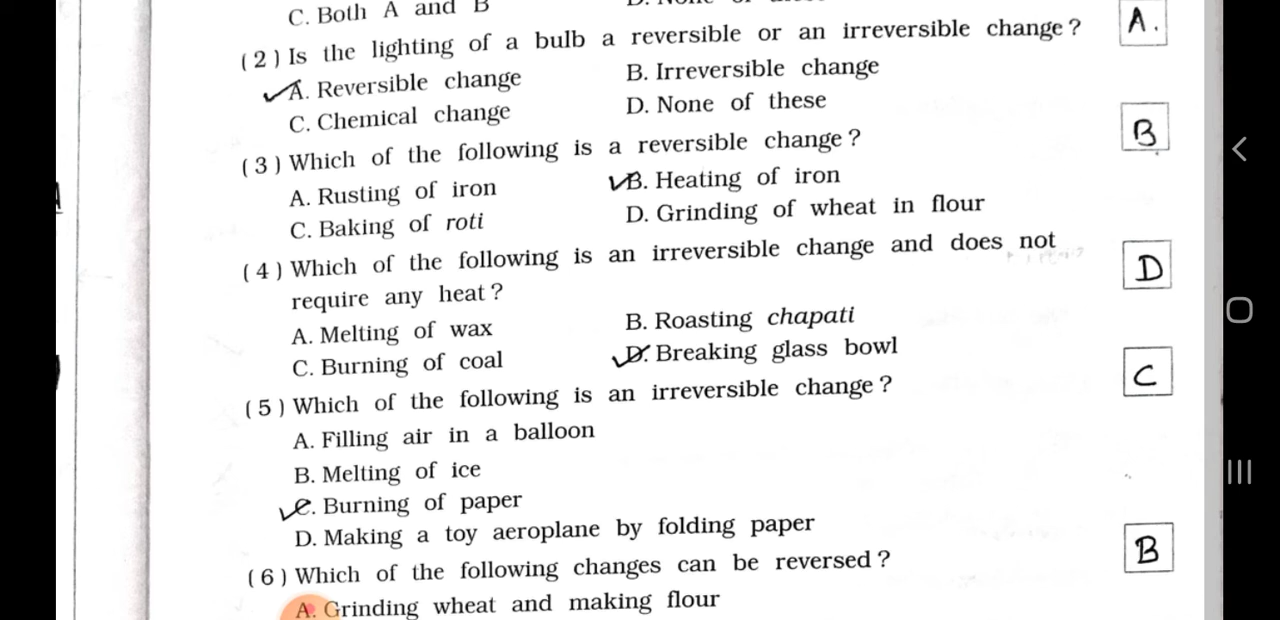 C. Both A and B D. None of these
A.
(2) Is the lighting of a bulb a reversible or an irreversible change?
A. Reversible change B. Irreversible change
C. Chemical change D. None of these
B
(3) Which of the following is a reversible change?
A. Rusting of iron B. Heating of iron
C. Baking of roti D. Grinding of wheat in flour
(4) Which of the following is an irreversible change and does not
D
require any heat?
A. Melting of wax B. Roasting chapati
C. Burning of coal D. Breaking glass bowl
C
(5) Which of the following is an irreversible change?
A. Filling air in a balloon
B. Melting of ice
C. Burning of paper
D. Making a toy aeroplane by folding paper
B
(6) Which of the following changes can be reversed?
A. Grinding wheat and making flour